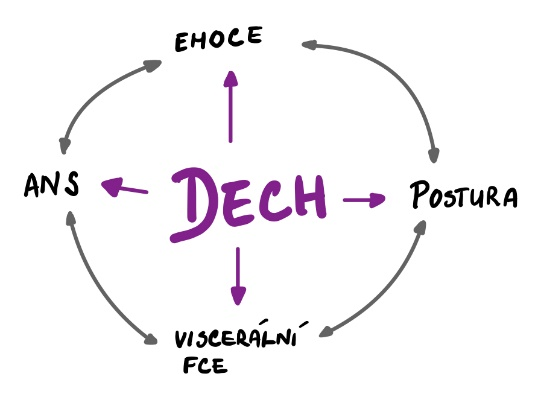 EMOCE
ANS
DECH
POSTURA
VISCERÁLNÍ
FCE